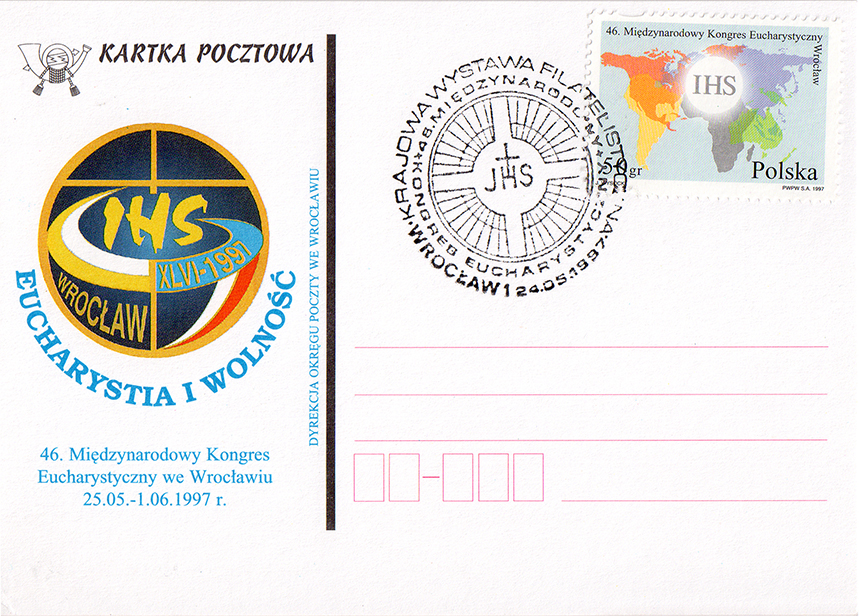 KARTKA POCZTOWA
IHS
XLVI-1997
WROCŁAW
EUCHARYSTIA I WOLNOŚĆ
46. Międzynarodowy Kongres
Eucharystyczny we Wrocławiu
25.05.-1.06.1997 r.
DYREKCJA OKRĘGU POCZTY WE WROCŁAWIU
KRAJOWA WYSTAWA FILATELISTYCZNA
46. MIĘDZYNARODOWY
KONGRES EUCHARYSTYCZNY
JHS
WROCŁAW 1 24.05.1997
46. Międzynarodowy Kongres Eucharystyczny
Wrocław
IHS
50 gr
Polska
PWPW S.A. 1997